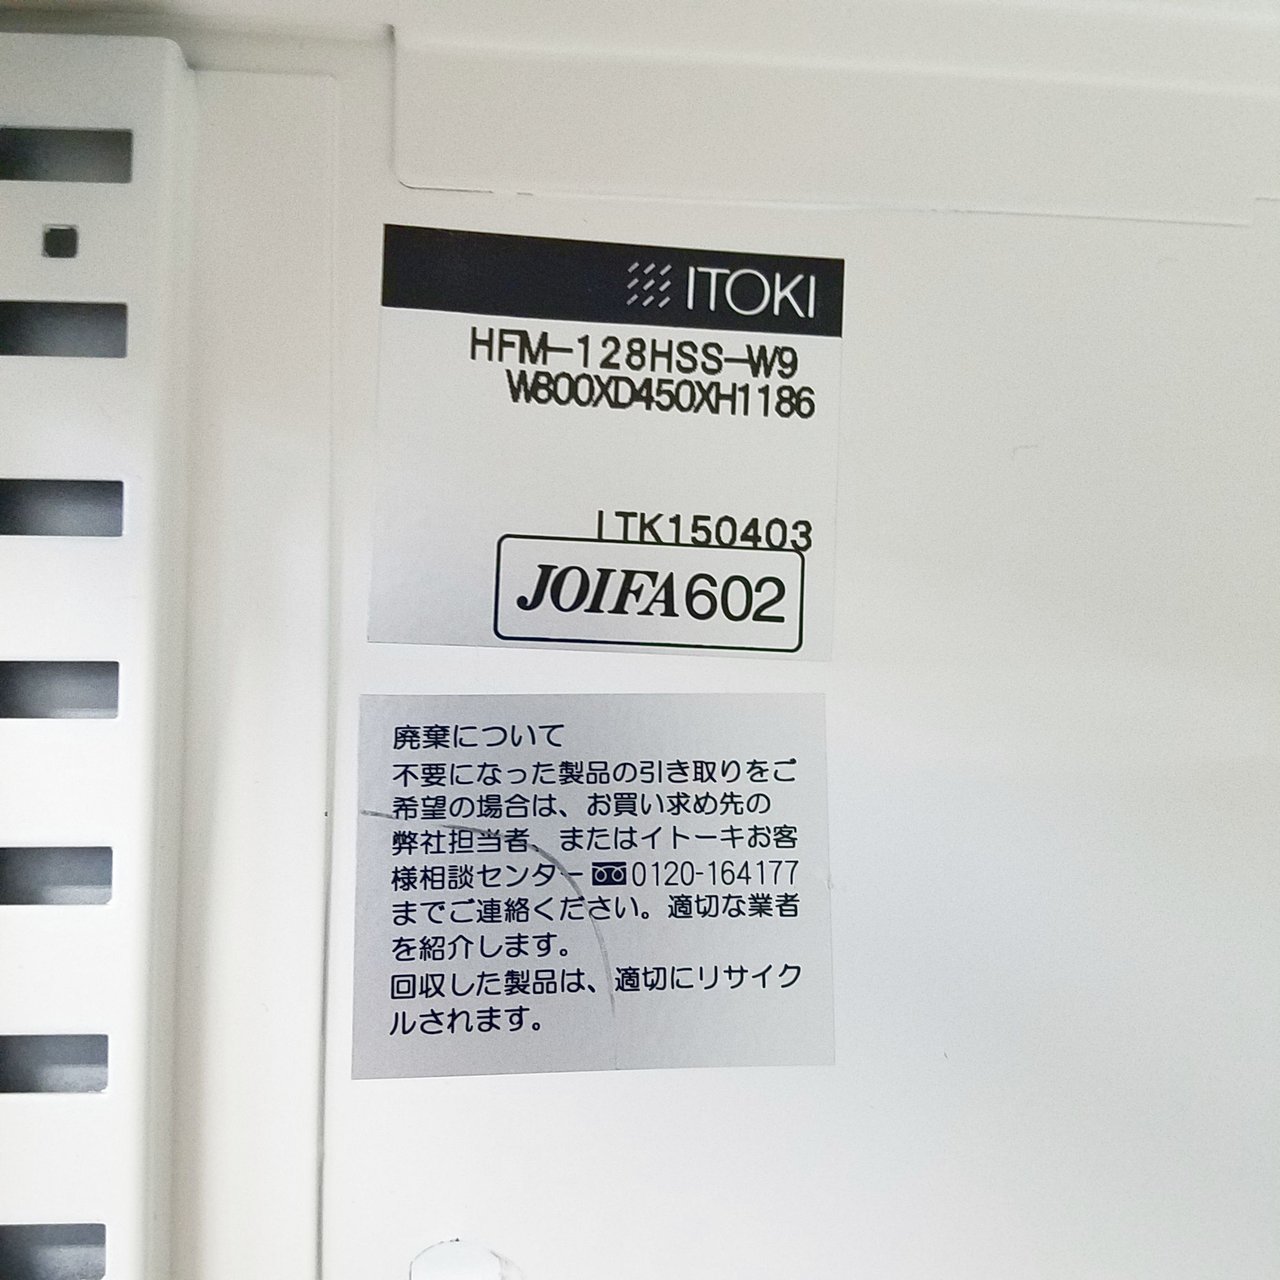 ITOKI
HFM-128HSS-W9
W800XD450XH1186
ITK150403
JOIFA602
廃棄について
不要になった製品の引き取りをご
希望の場合は、お買い求め先の
弊社担当者、またはイトーキお客
様相談センター 0120-164177
までご連絡ください。適切な業者
を紹介します。
回収した製品は、適切にリサイク
ルされます。